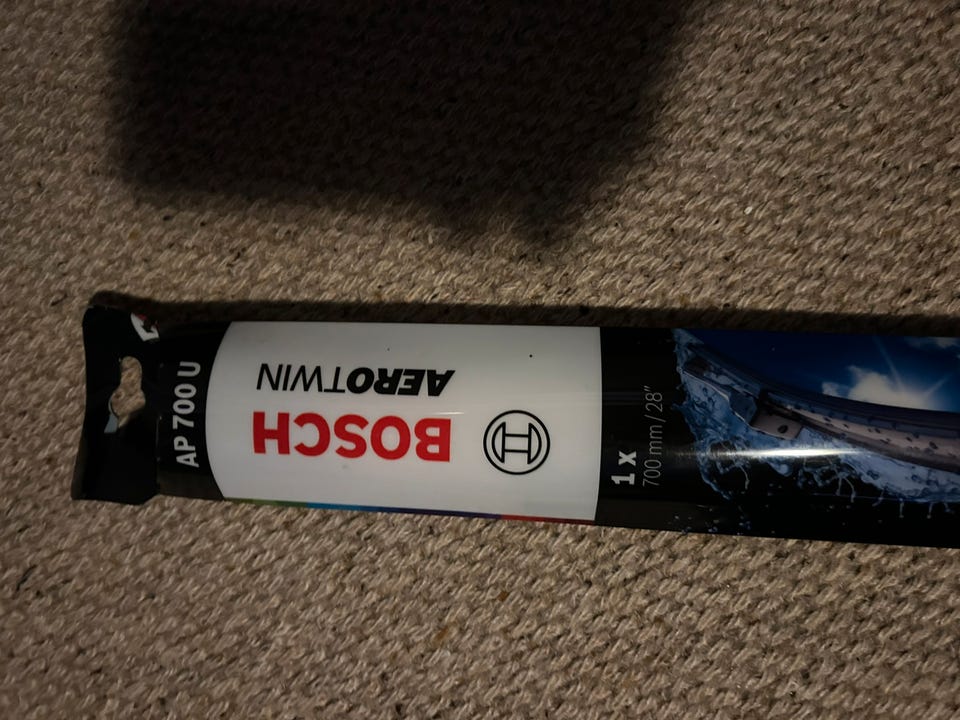 AP 700 U
BOSCH
AEROTWIN
1 x
700 mm / 28"